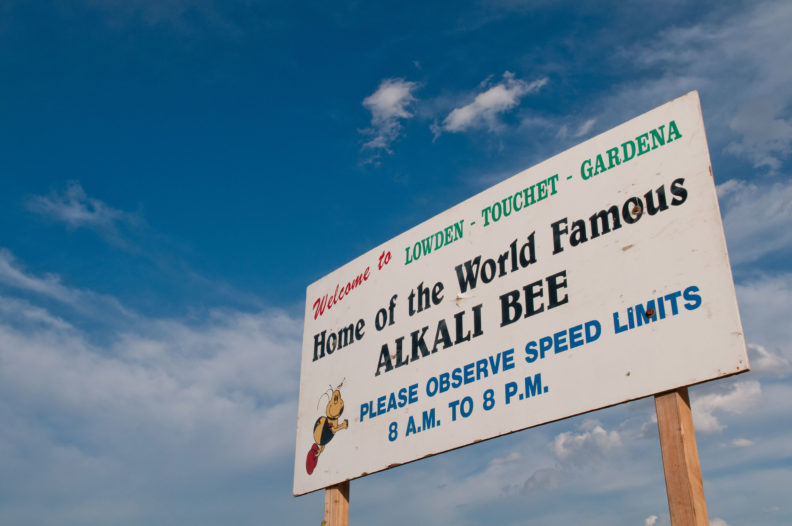 Welcome to LOWDEN - TOUCHET - GARDENA
Home of the World Famous
ALKALI BEE
PLEASE OBSERVE SPEED LIMITS
8 A.M. TO 8 P.M.